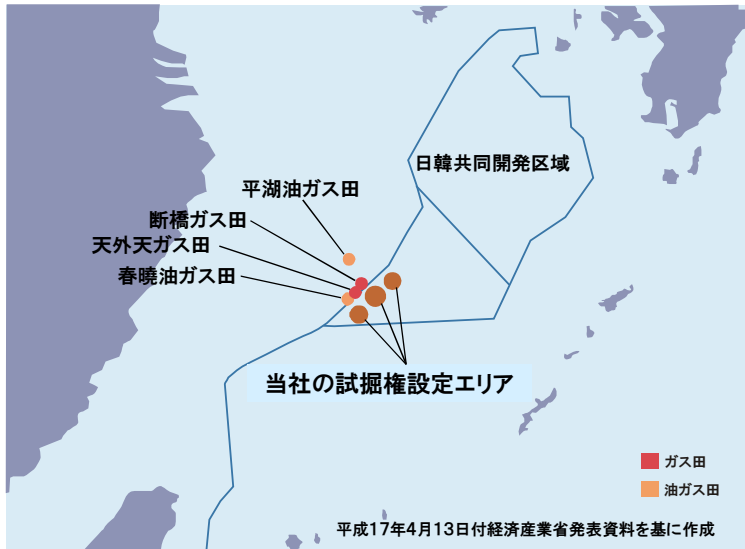 日韓共同開発区域
平湖油ガス田
断橋ガス田
天外天ガス田
春曉油ガス田
当社の試掘権設定エリア
ガス田
油ガス田
平成17年4月13日付経済産業省発表資料を基に作成